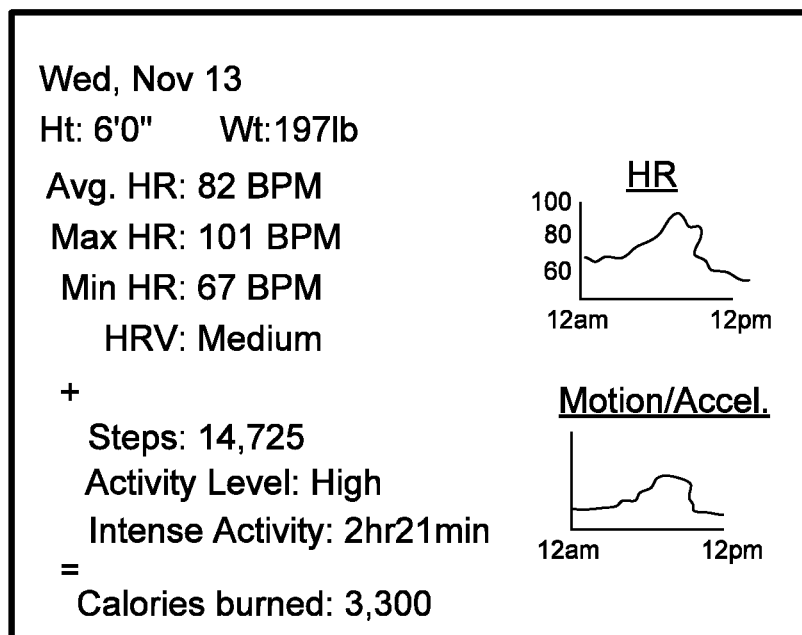 Wed, Nov 13
Ht: 6'0" Wt:197lb
Avg. HR: 82 BPM
Max HR: 101 BPM
Min HR: 67 BPM
HRV: Medium
+
Steps: 14,725
Activity Level: High
Intense Activity: 2hr21min
=
Calories burned: 3,300
HR
100
80
60
12am 12pm
Motion/Accel.
12am 12pm